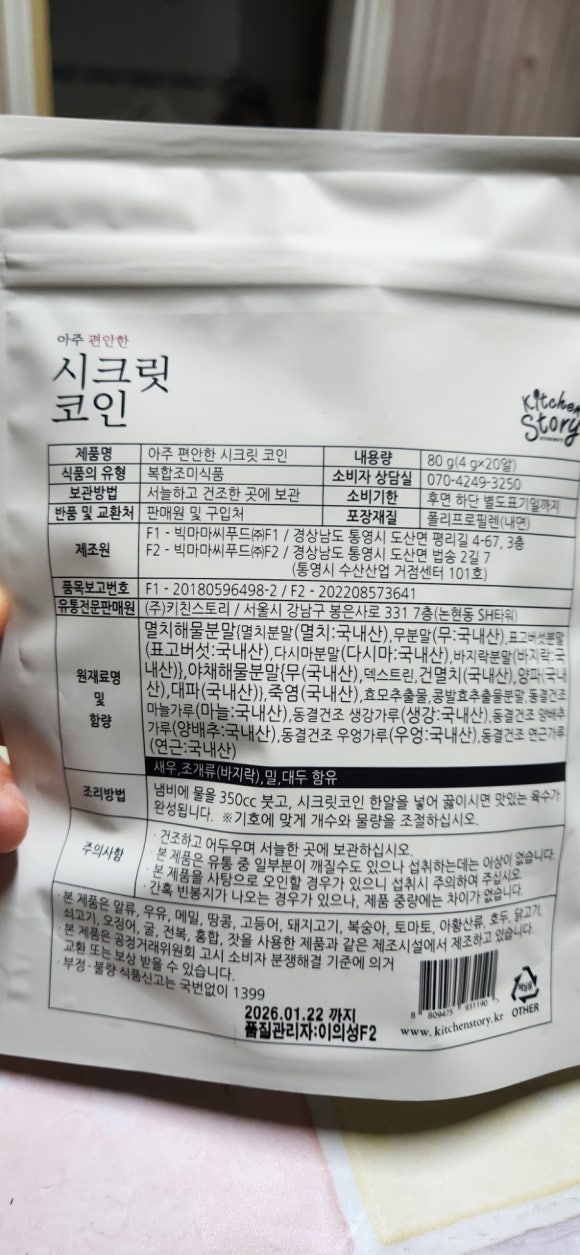 아주 편안한
시크릿
코인
Kitchen
Story
제품명 아주 편안한 시크릿 코인 내용량 80 g(4 g×20알)
식품의 유형 복합조미식품 소비자 상담실 070-4249-3250
보관방법 서늘하고 건조한 곳에 보관 소비기한 후면 하단 별도표기일까지
반품 및 교환처 판매원 및 구입처 포장재질 폴리프로필렌(내면)
제조원 F1 - 빅마마씨푸드㈜F1 / 경상남도 통영시 도산면 평리길 4-67, 3층
F2 - 빅마마씨푸드㈜F2 / 경상남도 통영시 도산면 법송 2길 7
(통영시 수산산업 거점센터 101호)
품목보고번호 F1 - 20180596498-2 / F2 - 202208573641
유통전문판매원 (주)키친스토리 / 서울시 강남구 봉은사로 331 7층(논현동 SH타워)
원재료명 및 함량
멸치해물분말{멸치분말(멸치:국내산),무분말(무:국내산),표고버섯분말
(표고버섯:국내산),다시마분말(다시마:국내산),바지락분말(바지락:국
내산)},야채해물분말{무(국내산),덱스트린,건멸치(국내산),양파(국내
산),대파(국내산)},죽염(국내산),효모추출물,콩발효추출물분말,동결건조
마늘가루(마늘:국내산),동결건조 생강가루(생강:국내산),동결건조 양배추
가루(양배추:국내산),동결건조 우엉가루(우엉:국내산),동결건조 연근가루
(연근:국내산)
새우,조개류(바지락),밀,대두 함유
조리방법 냄비에 물을 350cc 붓고, 시크릿코인 한알을 넣어 끓이시면 맛있는 육수가
완성됩니다. ※기호에 맞게 개수와 물량을 조절하십시오.
주의사항 · 건조하고 어두우며 서늘한 곳에 보관하십시오.
· 본 제품은 유통 중 일부분이 깨질수도 있으나 섭취하는데는 이상이 없습니다.
· 본 제품을 사탕으로 오인할 경우가 있으니 섭취시 주의하여 주십시오.
· 간혹 빈봉지가 나오는 경우가 있으나, 제품 중량에는 차이가 없습니다.
· 본 제품은 알류, 우유, 메밀, 땅콩, 고등어, 돼지고기, 복숭아, 토마토, 아황산류, 호두, 닭고기,
쇠고기, 오징어, 굴, 전복, 홍합, 잣을 사용한 제품과 같은 제조시설에서 제조하고 있습니다.
· 본 제품은 공정거래위원회 고시 소비자 분쟁해결 기준에 의거
교환 또는 보상 받을 수 있습니다.
· 부정·불량 식품신고는 국번없이 1399
8 809475 931190
비닐류
OTHER
2026.01.22 까지
품질관리자:이의성F2
www.kitchenstory.kr